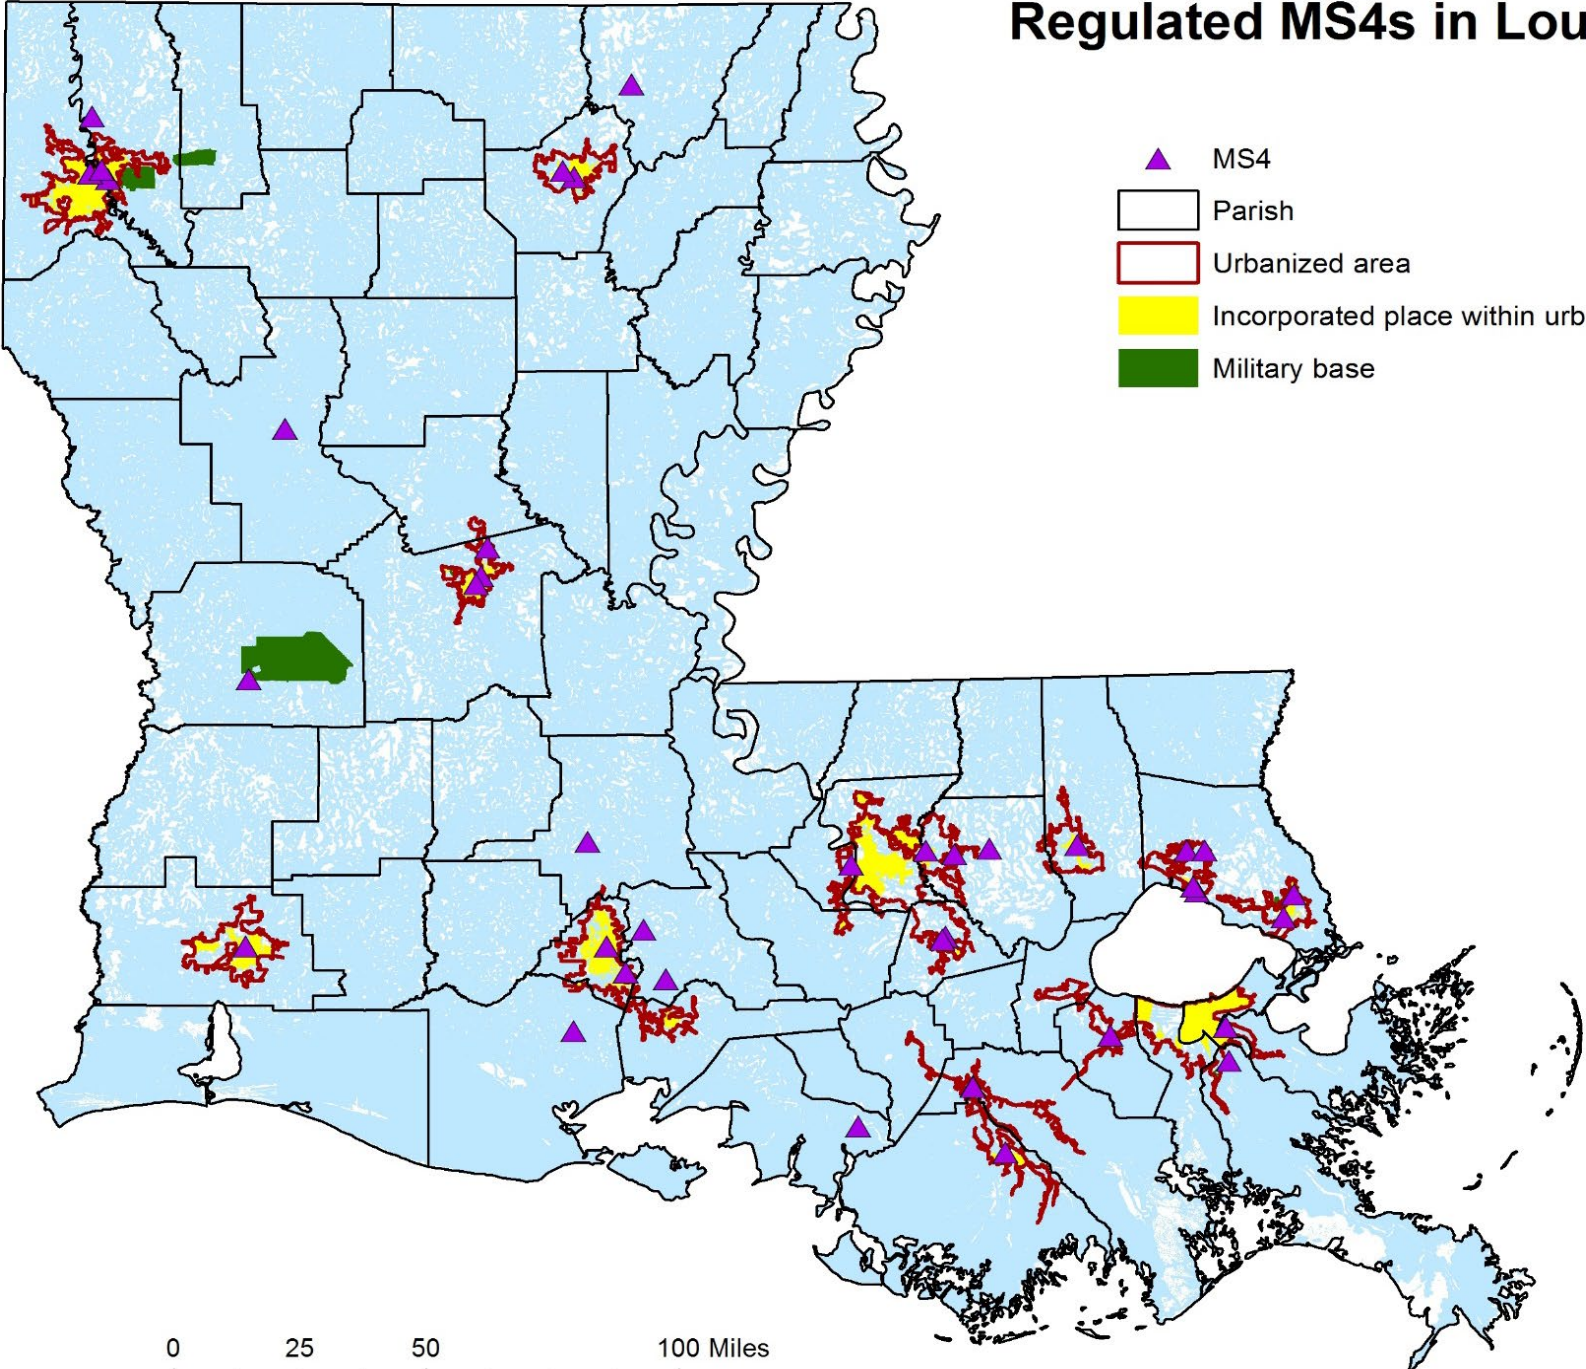 Regulated MS4s in Lou
MS4
Parish
Urbanized area
Incorporated place within urb
Military base
0 25 50 100 Miles